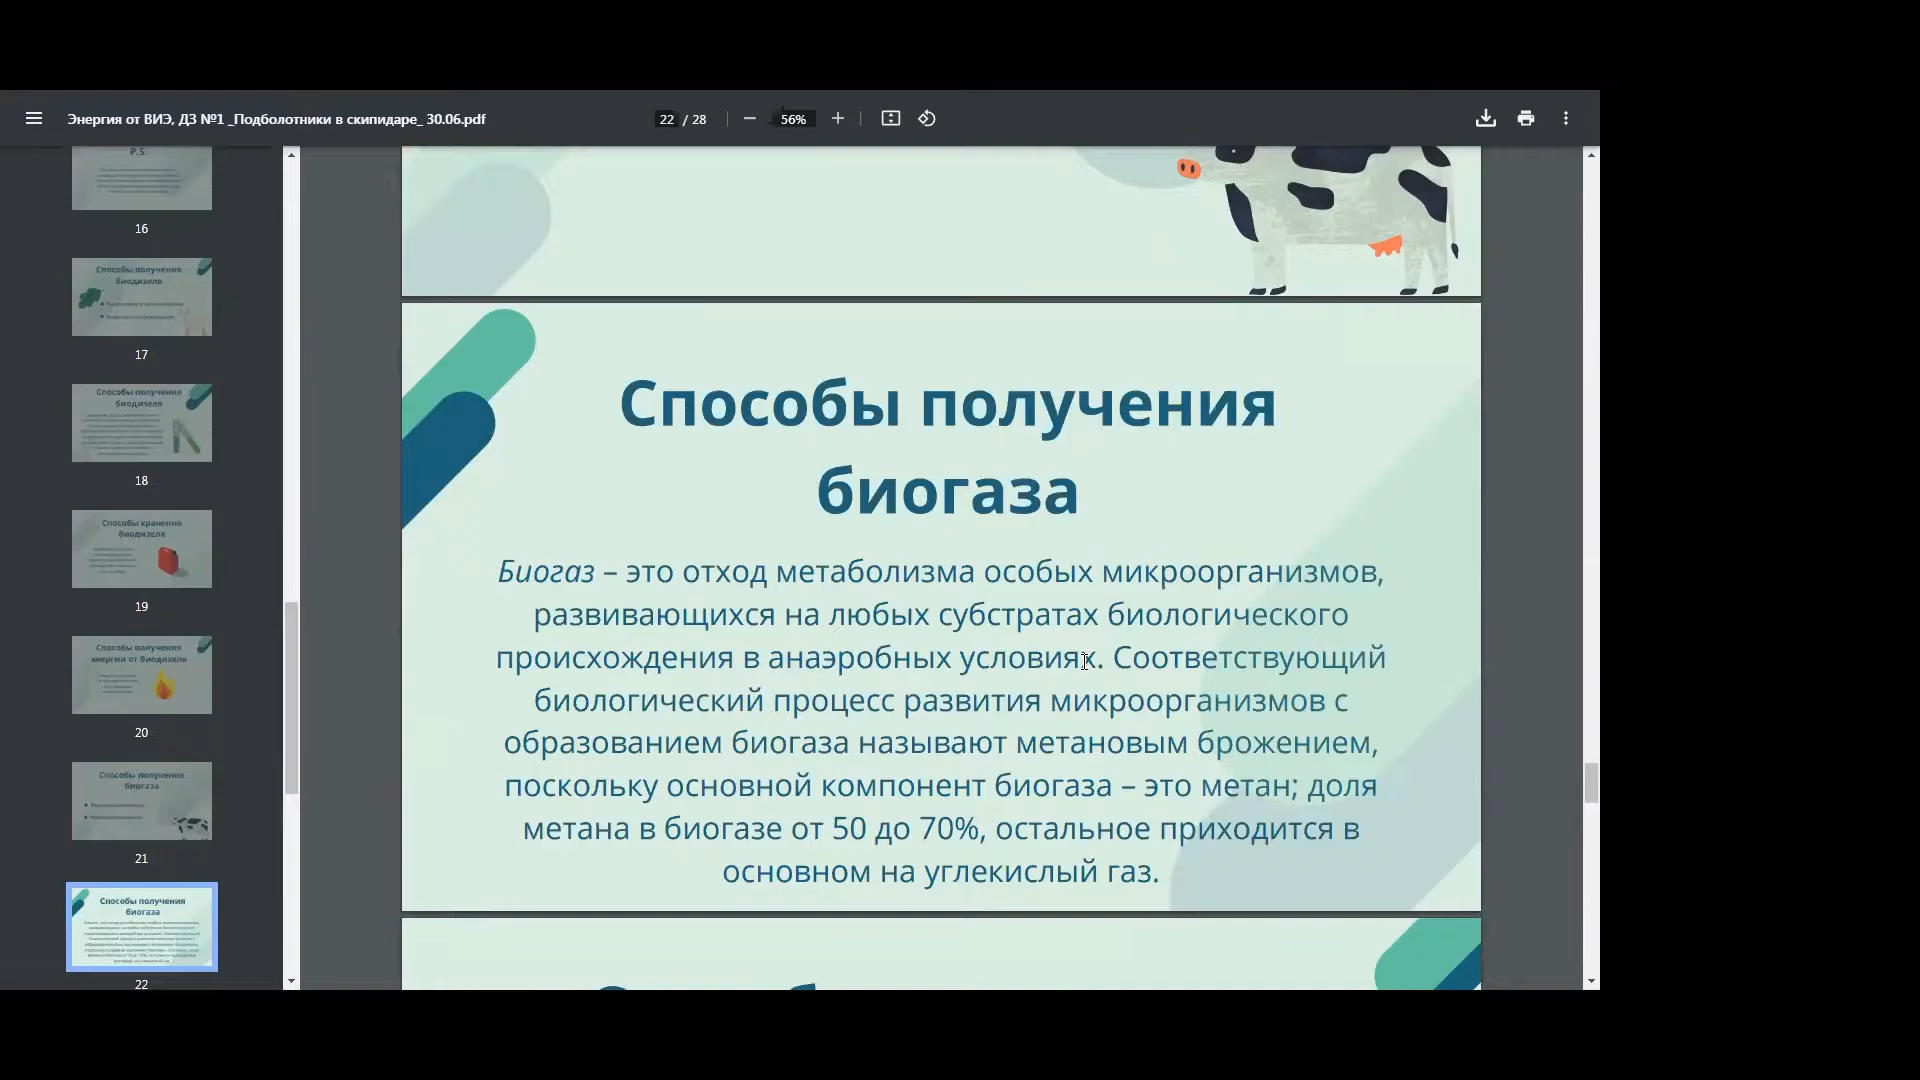 Энергия от ВИЭ, ДЗ №1 _Подболотники в скипидаре_ 30.06.pdf
22 / 28
56%
P.S.
16
Способы получения
биодизеля
17
Способы получения
биодизеля
18
Способы хранения
биодизеля
19
Способы получения
энергии от биодизеля
20
Способы получения
биогаза
21
Способы получения
биогаза
22
Способы получения
биогаза
Биогаз – это отход метаболизма особых микроорганизмов,
развивающихся на любых субстратах биологического
происхождения в анаэробных условиях. Соответствующий
биологический процесс развития микроорганизмов с
образованием биогаза называют метановым брожением,
поскольку основной компонент биогаза – это метан; доля
метана в биогазе от 50 до 70%, остальное приходится в
основном на углекислый газ.